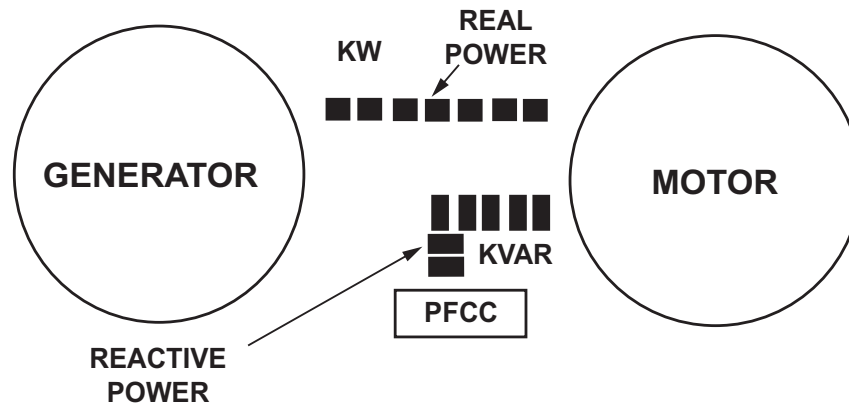 REAL
POWER
KW
GENERATOR
MOTOR
KVAR
PFCC
REACTIVE
POWER